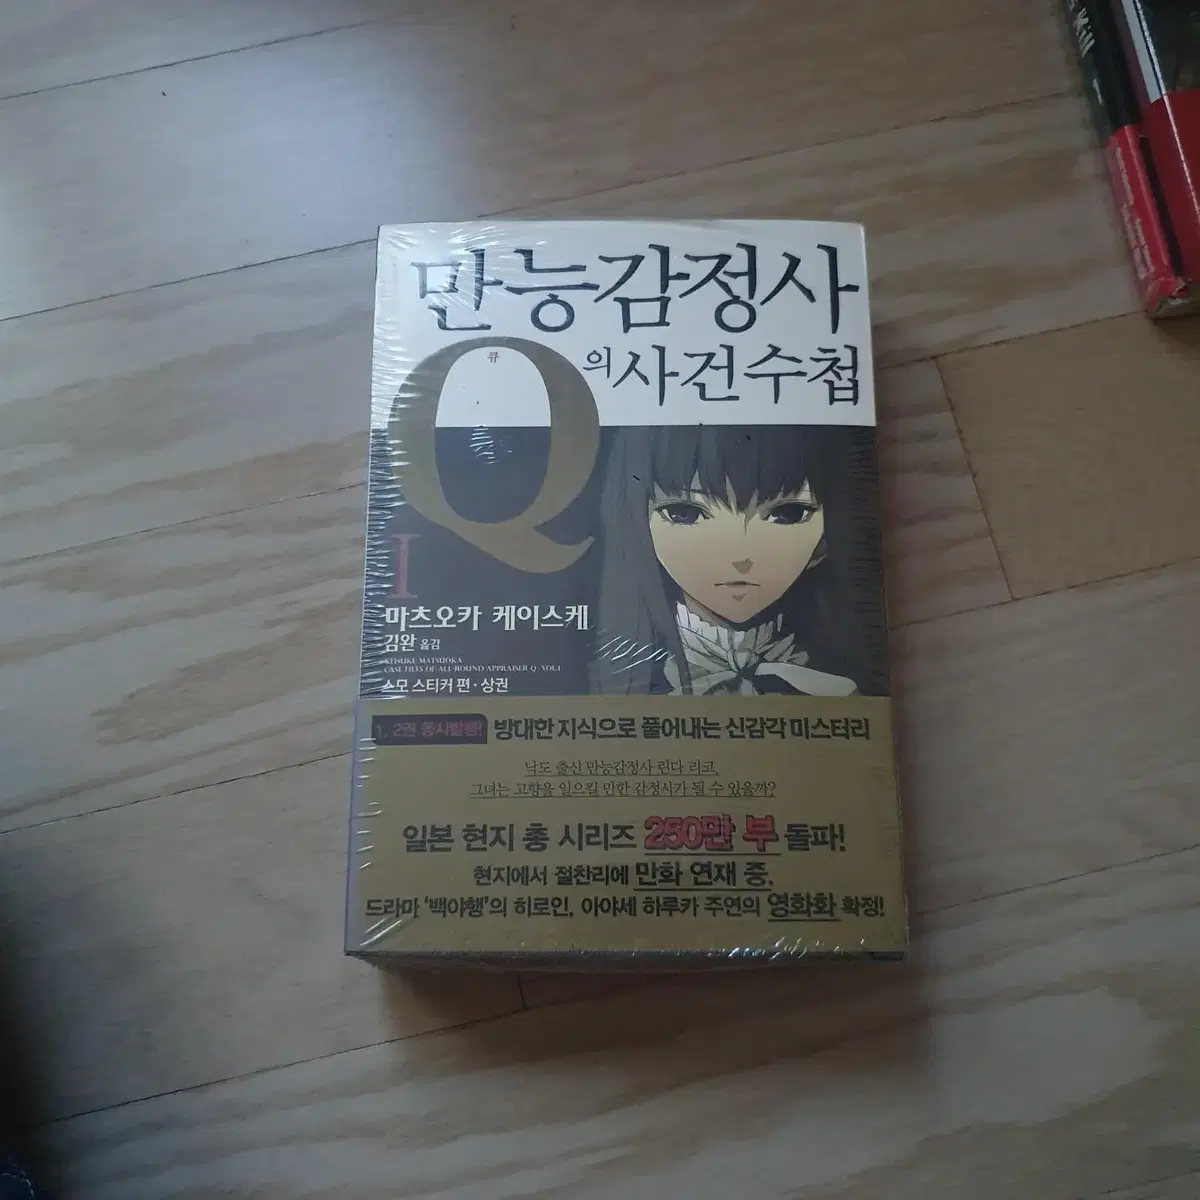 Kill
만능감정사
Q
큐
의 사건수첩
I
마츠오카 케이스케
김완 옮김
KEISUKE MATSUOKA
CASE FILES OF ALL-ROUND APPRAISER Q VOL.1
스모 스티커 편 · 상권
1, 2권 동시발행! 방대한 지식으로 풀어내는 신감각 미스터리
낙도 출신 만능감정사 린다 리코,
그녀는 고향을 일으킬 만한 감정사가 될 수 있을까?
일본 현지 총 시리즈 250만 부 돌파!
현지에서 절찬리에 만화 연재 중,
드라마 '백야행'의 히로인, 아야세 하루카 주연의 영화화 확정!